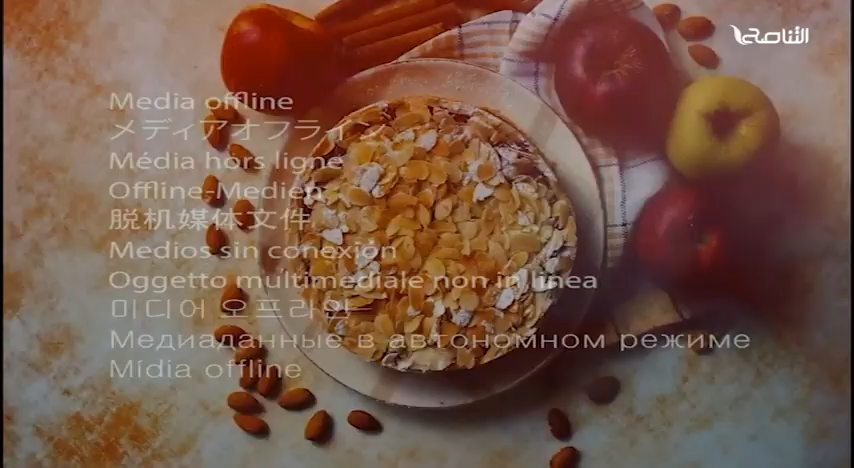 الثامنة
Media offline
メディアオフライン
Média hors ligne
Offline-Medien
脱机媒体文件
Medios sin conexión
Oggetto multimediale non in linea
미디어 오프라인
Медиаданные в автономном режиме
Mídia offline